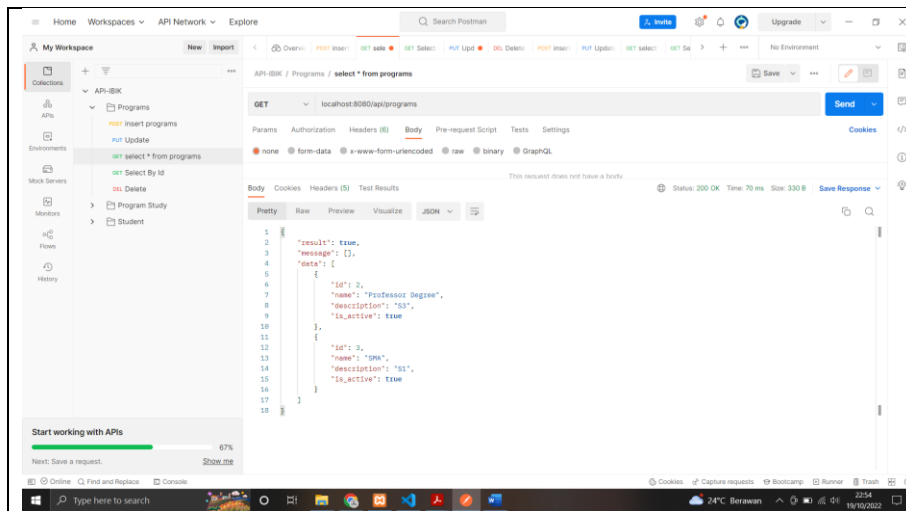 Home Workspaces API Network Explore Search Postman Invite Upgrade
My Workspace New Import Overvi POST insert GET sele GET Select PUT Upd DEL Delete POST insert PUT Update GET select GET Se No Environment
Collections
APIs
Environments
Mock Servers
Monitors
Flows
History
API-IBIK
Programs
POST insert programs
PUT Update
GET select * from programs
GET Select By Id
DEL Delete
Program Study
Student
API-IBIK / Programs / select * from programs Save
GET localhost:8080/api/programs Send
Params Authorization Headers (6) Body Pre-request Script Tests Settings Cookies
none form-data x-www-form-urlencoded raw binary GraphQL
This request does not have a body
Body Cookies Headers (5) Test Results Status: 200 OK Time: 70 ms Size: 330 B Save Response
Pretty Raw Preview Visualize JSON
1 {
2 "result": true,
3 "message": [],
4 "data": [
5 {
6 "id": 2,
7 "name": "Professor Degree",
8 "description": "S3",
9 "is_active": true
10 },
11 {
12 "id": 3,
13 "name": "SMA",
14 "description": "S1",
15 "is_active": true
16 }
17 ]
18 }
Start working with APIs
67%
Next: Save a request. Show me
Online Find and Replace Console Cookies Capture requests Bootcamp Runner Trash
Type here to search 24°C Berawan 22:54
19/10/2022